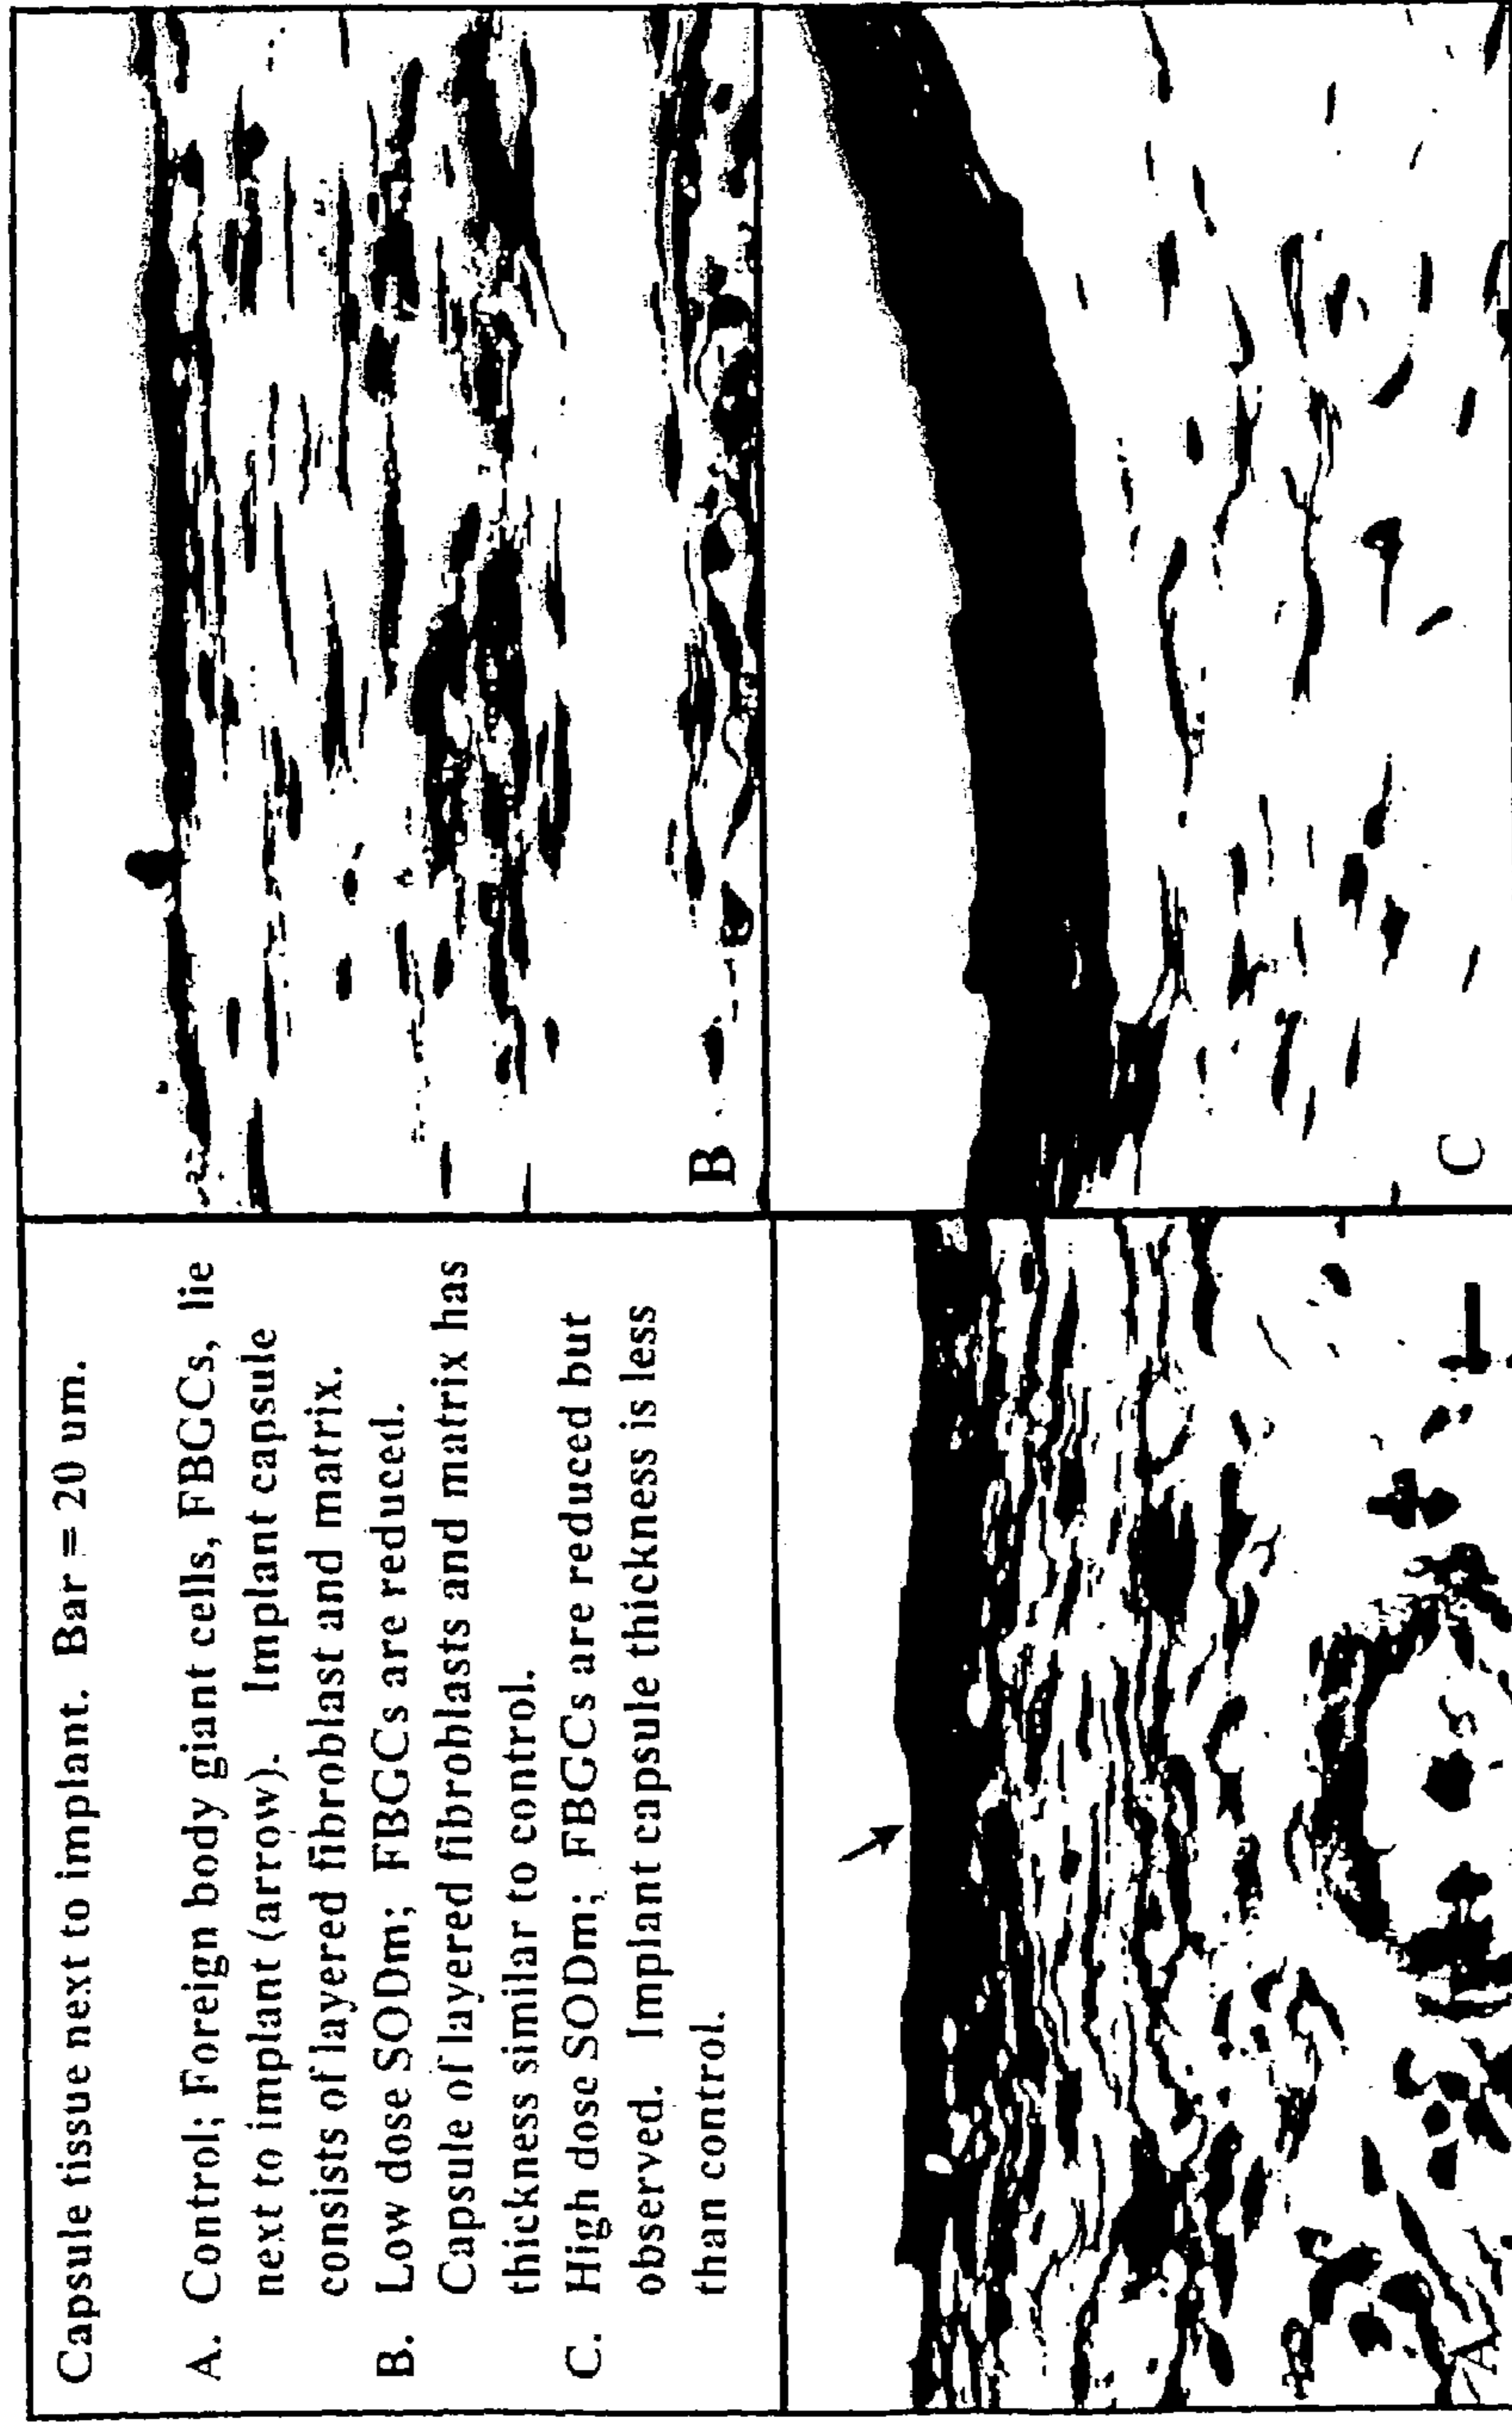 Capsule tissue next to implant. Bar = 20 um.
A. Control; Foreign body giant cells, FBGCs, lie
next to implant (arrow). Implant capsule
consists of layered fibroblast and matrix.
B. Low dose SODm; FBGCs are reduced.
Capsule of layered fibroblasts and matrix has
thickness similar to control.
C. High dose SODm; FBGCs are reduced but
observed. Implant capsule thickness is less
than control.
B
A
C